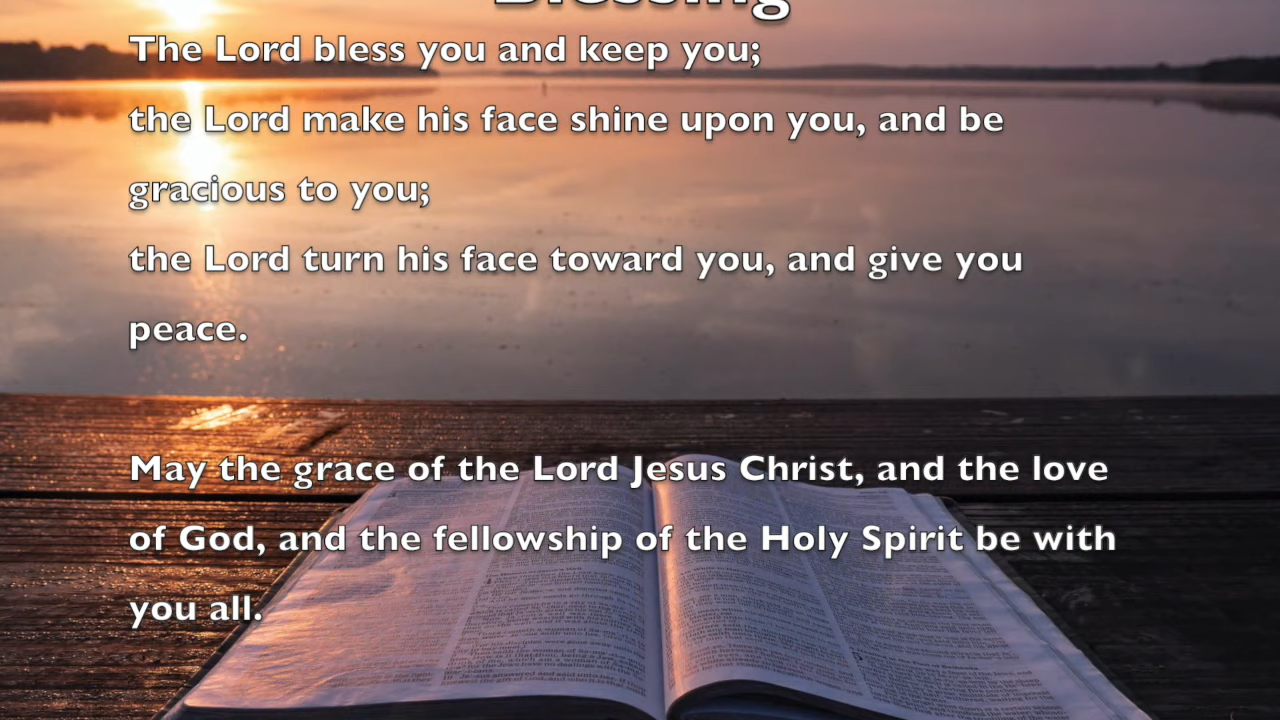 Blessing
The Lord bless you and keep you;
the Lord make his face shine upon you, and be
gracious to you;
the Lord turn his face toward you, and give you
peace.
May the grace of the Lord Jesus Christ, and the love
of God, and the fellowship of the Holy Spirit be with
you all.